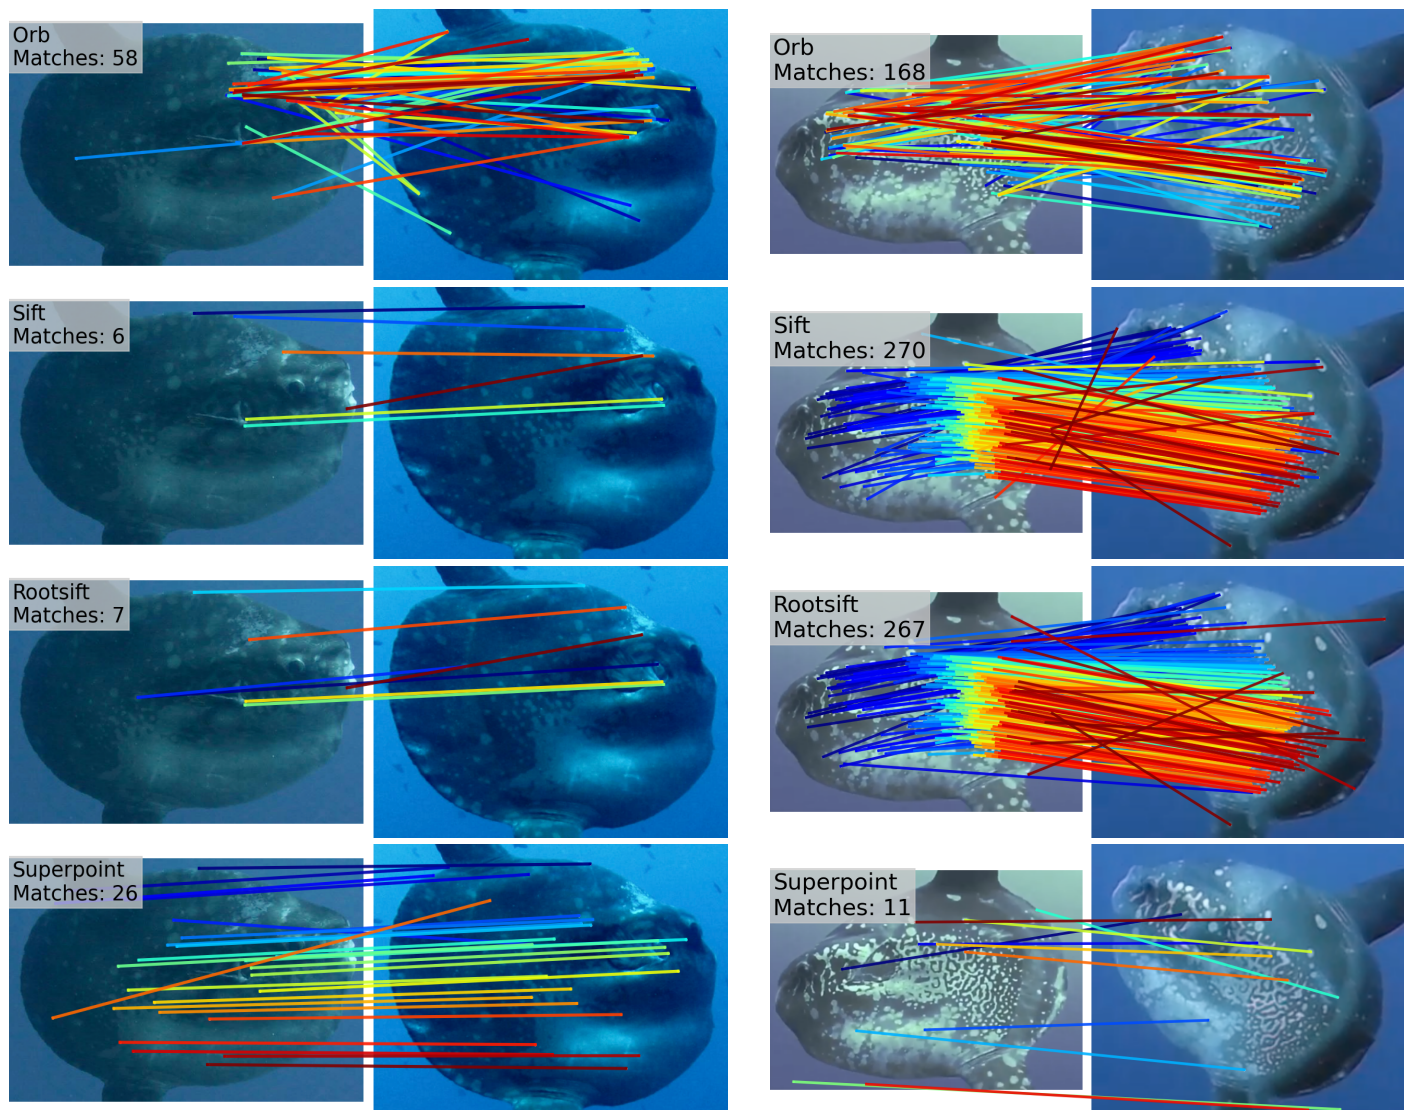 Orb
Matches: 58
Orb
Matches: 168
Sift
Matches: 6
Sift
Matches: 270
Rootsift
Matches: 7
Rootsift
Matches: 267
Superpoint
Matches: 26
Superpoint
Matches: 11